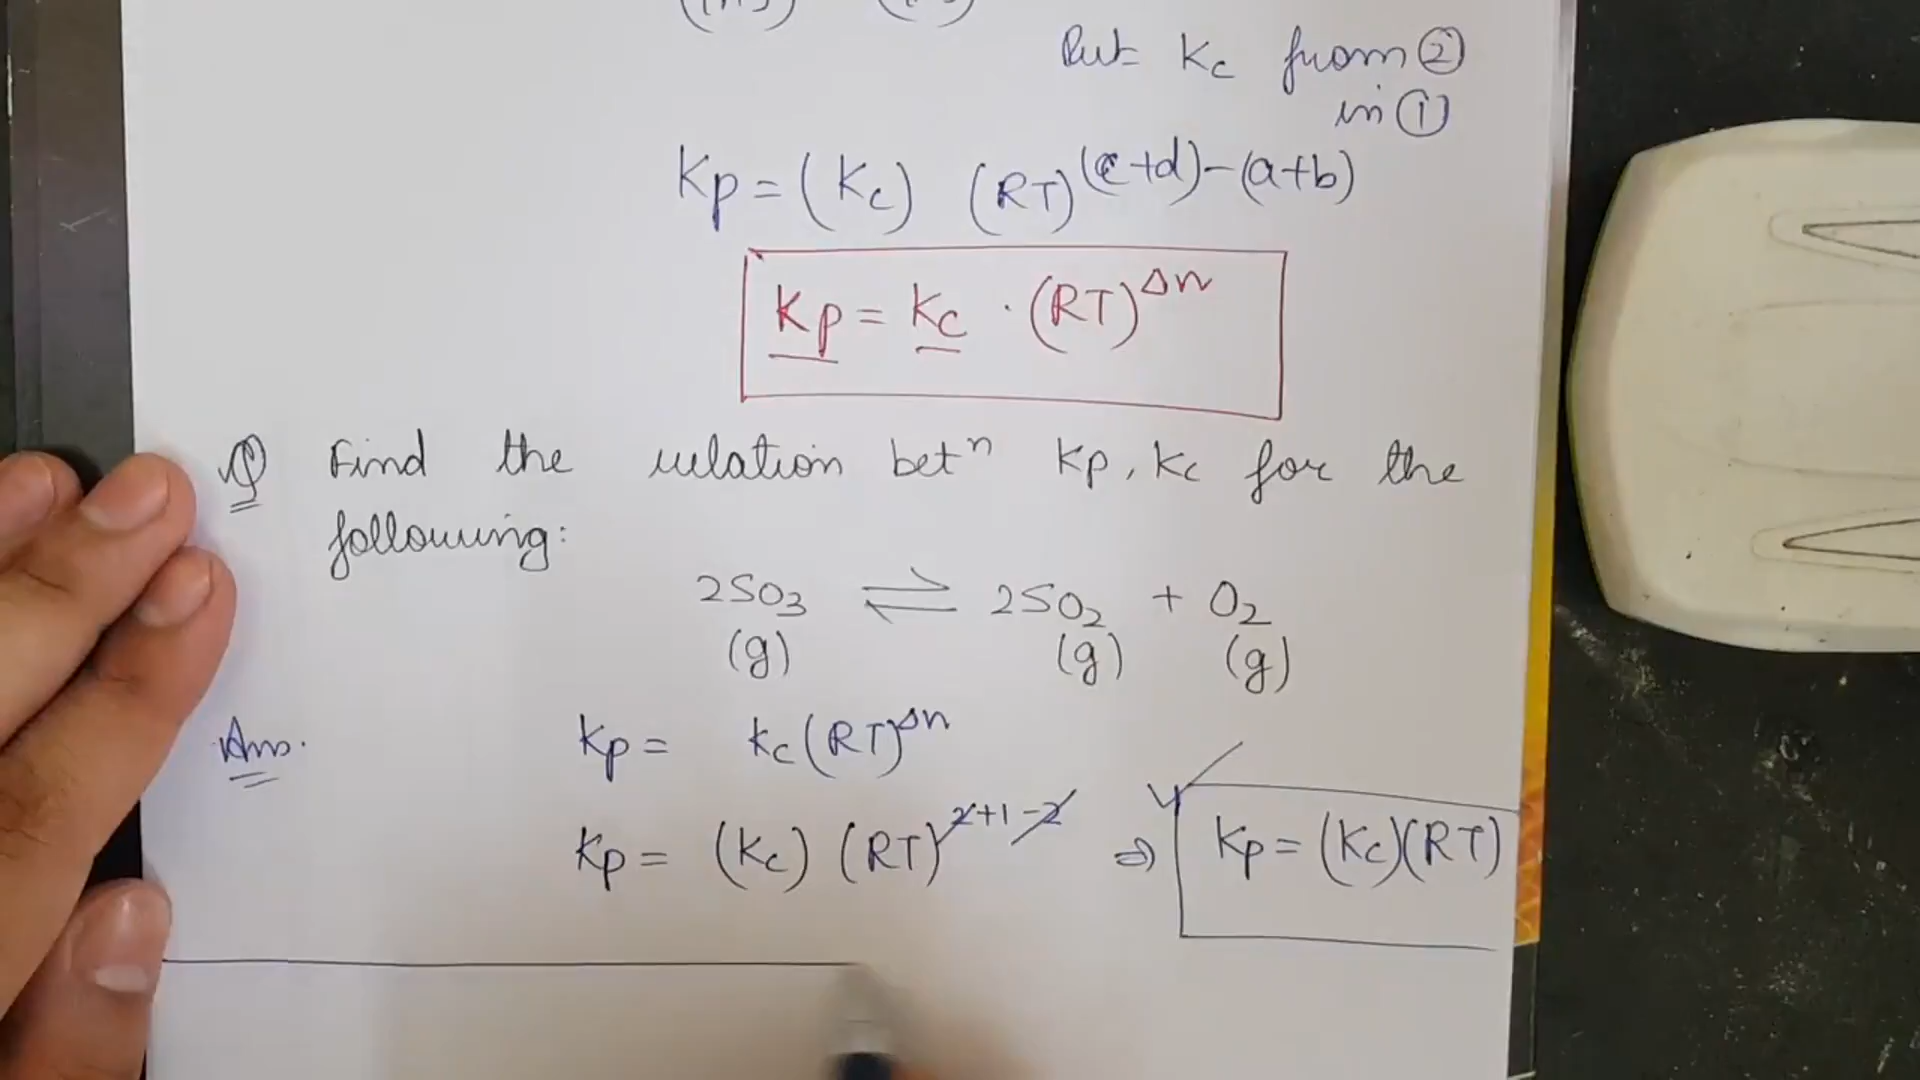 Put Kc from ②
in ①
Kp = (Kc) (RT)^(c+d)-(a+b)
Kp = Kc . (RT)^Δn
Q Find the relation betⁿ Kp, Kc for the
following:
2SO3 ⇌ 2SO2 + O2
(g) (g) (g)
Ans. Kp = Kc (RT)^Δn
Kp = (Kc) (RT)^2+1-2 ⇒ Kp = (Kc)(RT)